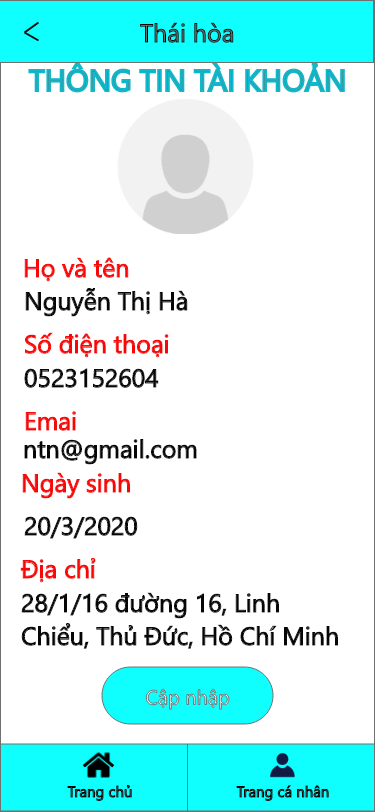 Thái hòa
THÔNG TIN TÀI KHOẢN
Họ và tên
Nguyễn Thị Hà
Số điện thoại
0523152604
Emai
ntn@gmail.com
Ngày sinh
20/3/2020
Địa chỉ
28/1/16 đường 16, Linh
Chiểu, Thủ Đức, Hồ Chí Minh
Cập nhập
Trang chủ
Trang cá nhân